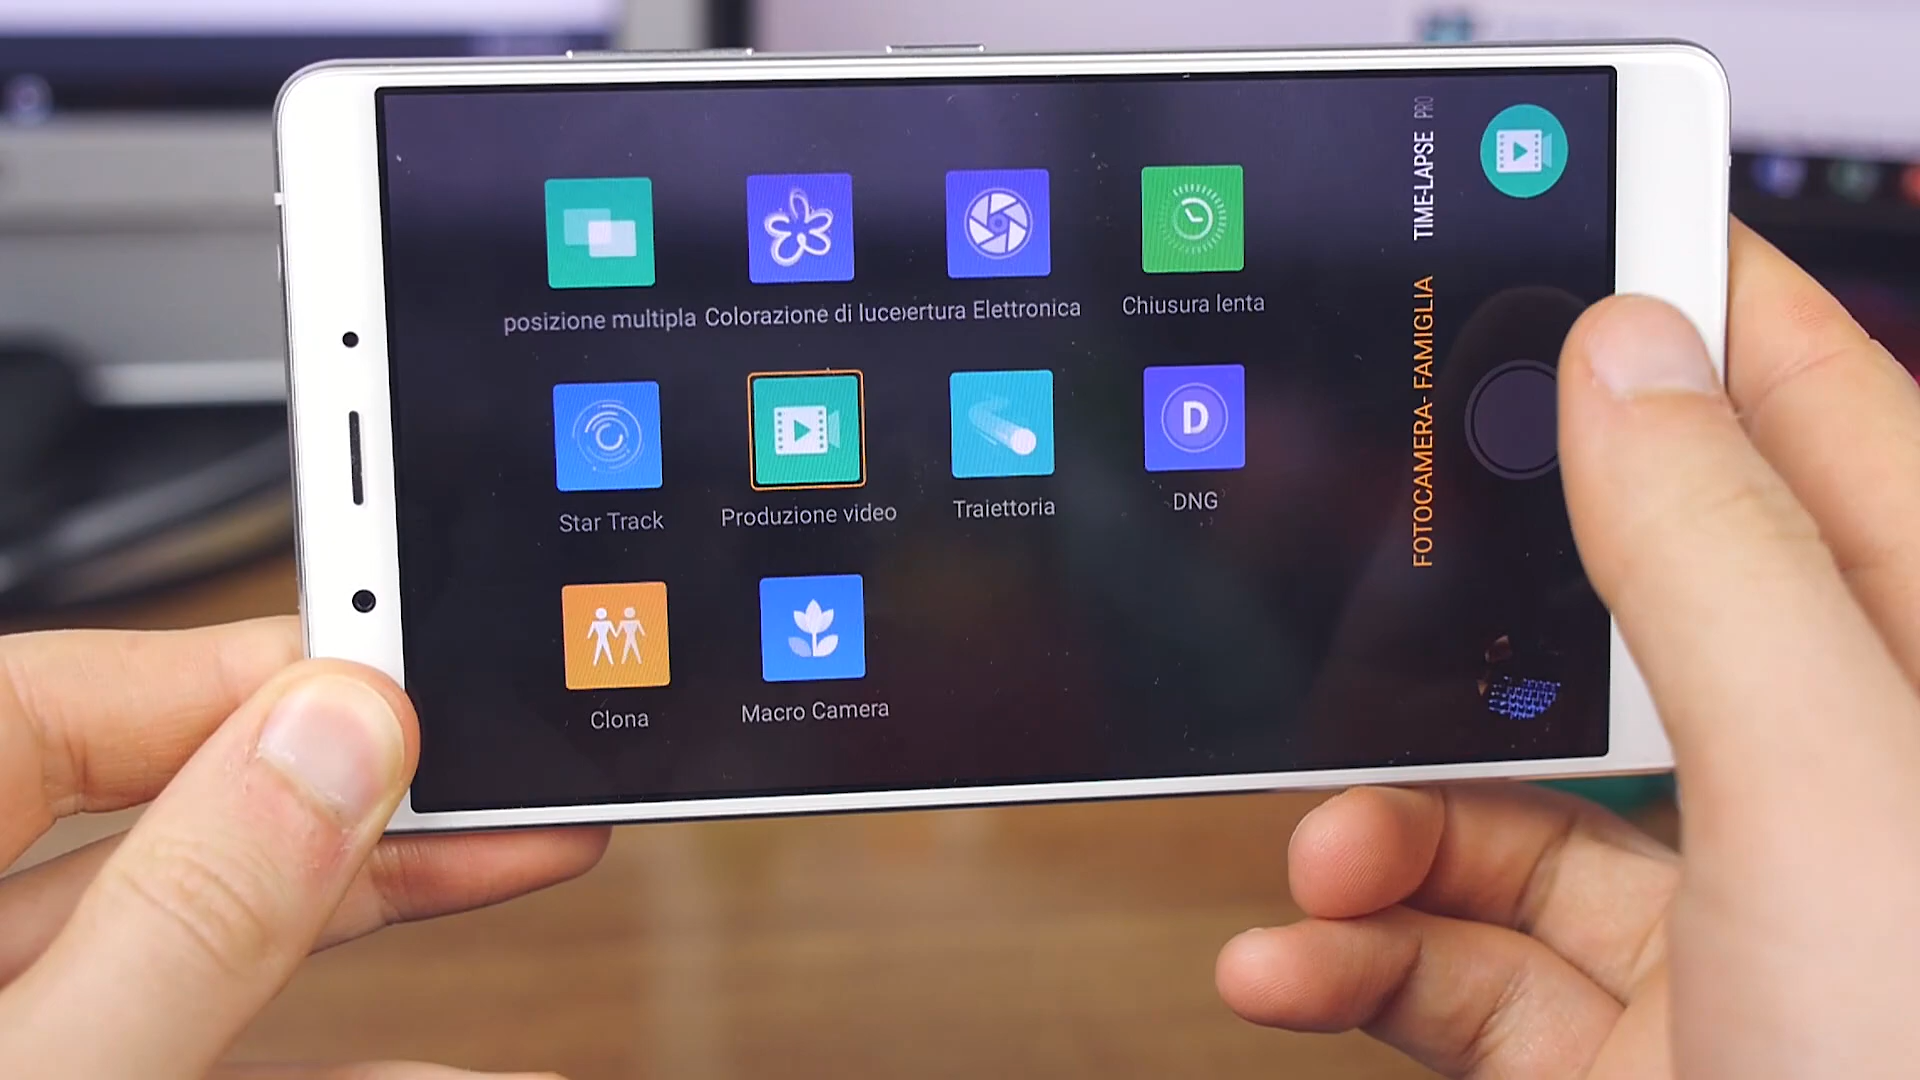 posizione multipla
Colorazione di luce
ertura Elettronica
Chiusura lenta
Star Track
Produzione video
Traiettoria
D
DNG
Clona
Macro Camera
FOTOCAMERA- FAMIGLIA
TIME-LAPSE
PRO